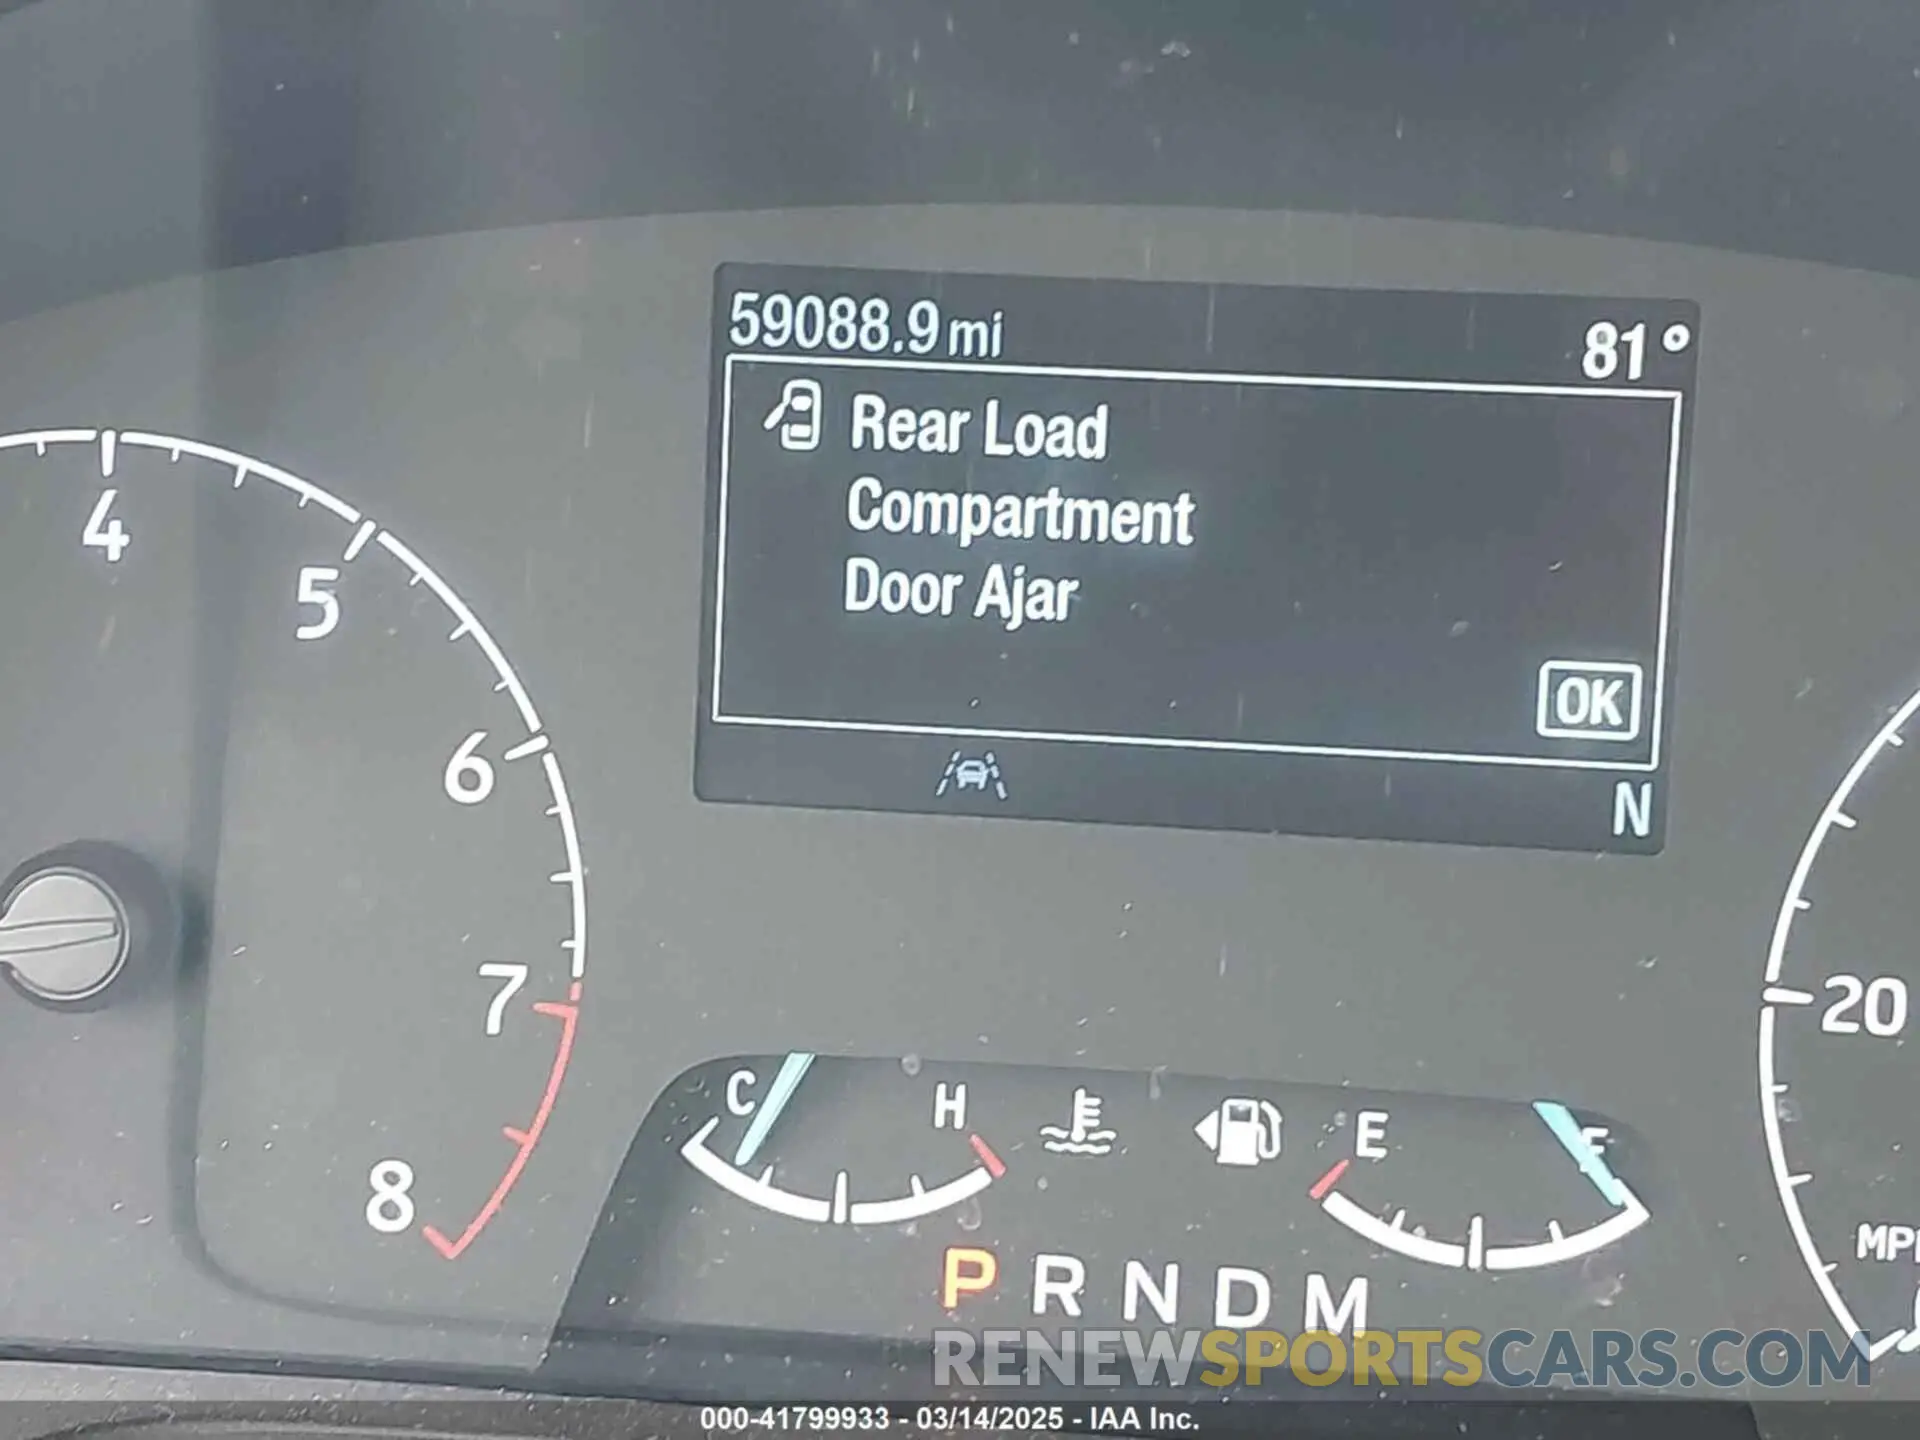 59088.9 mi 81°
Rear Load
Compartment
Door Ajar
OK
N
4
5
6
7
8
20
C H E F
P R N D M
RENEWSPORTSCARS.COM
000-41799933 - 03/14/2025 - IAA Inc.